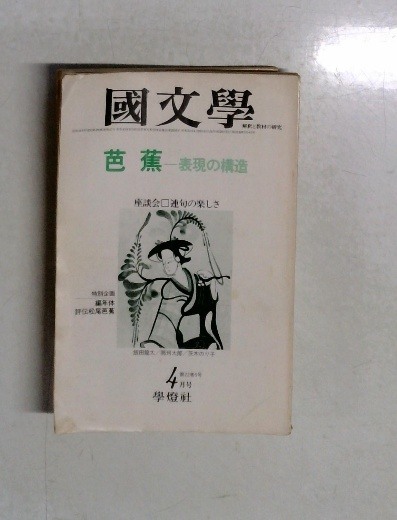 國文學
解釈と教材の研究
芭蕉―表現の構造
座談会□連句の楽しさ
特別企画
編年体
評伝松尾芭蕉
4月号
學燈社